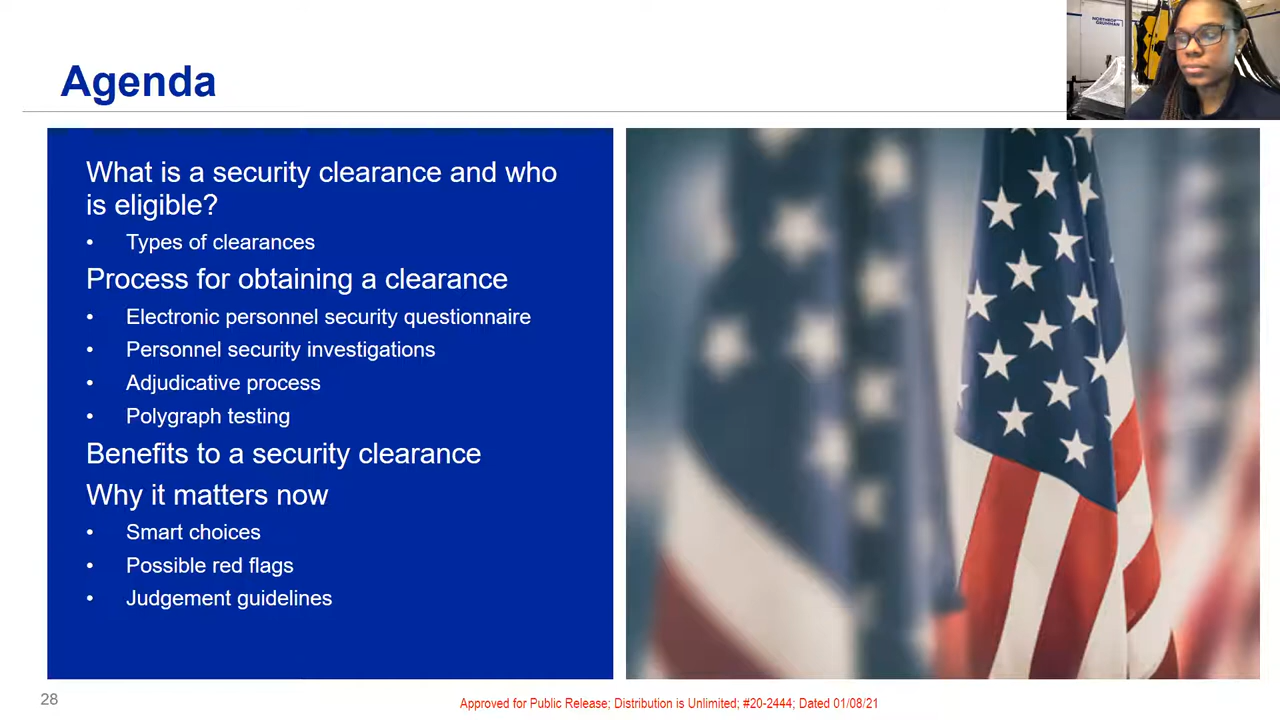 Agenda
NORTHROP
GRUMMAN
What is a security clearance and who
is eligible?
• Types of clearances
Process for obtaining a clearance
• Electronic personnel security questionnaire
• Personnel security investigations
• Adjudicative process
• Polygraph testing
Benefits to a security clearance
Why it matters now
• Smart choices
• Possible red flags
• Judgement guidelines
28
Approved for Public Release; Distribution is Unlimited; #20-2444; Dated 01/08/21